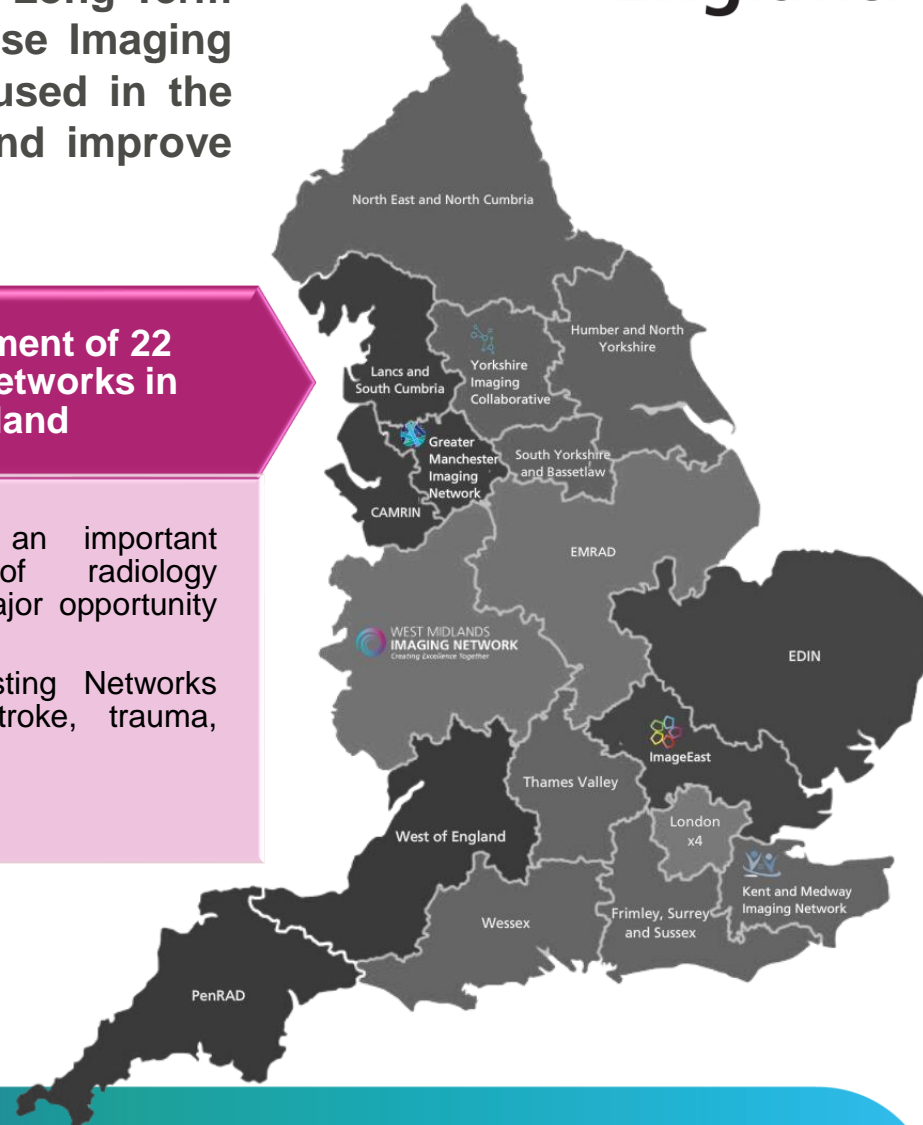 Long Term
se Imaging
used in the
nd improve
ment of 22
etworks in
land
an important
of radiology
ajor opportunity
sting Networks
troke, trauma,
North East and North Cumbria
Humber and North
Yorkshire
Yorkshire
Imaging
Collaborative
Lancs and
South Cumbria
Greater
Manchester
Imaging
Network
South Yorkshire
and Bassetlaw
CAMRIN
EMRAD
WEST MIDLANDS
IMAGING NETWORK
Creating Excellence Together
EDIN
ImageEast
Thames Valley
London
x4
West of England
Kent and Medway
Imaging Network
Wessex
Frimley, Surrey
and Sussex
PenRAD